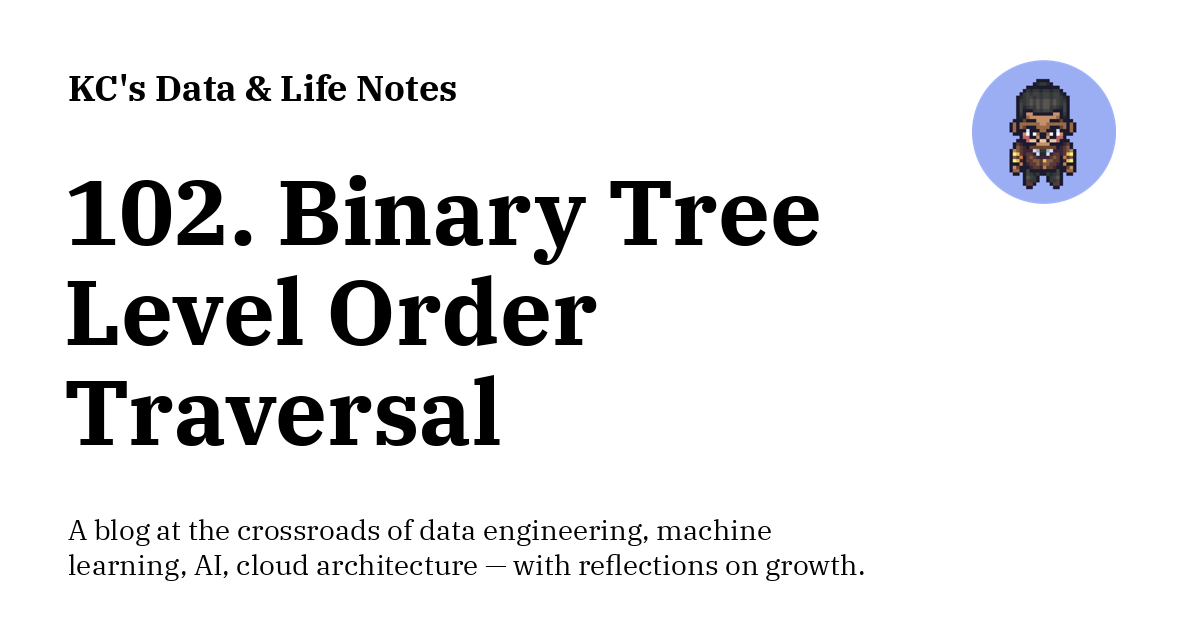 KC's Data & Life Notes
102. Binary Tree
Level Order
Traversal
A blog at the crossroads of data engineering, machine
learning, AI, cloud architecture — with reflections on growth.